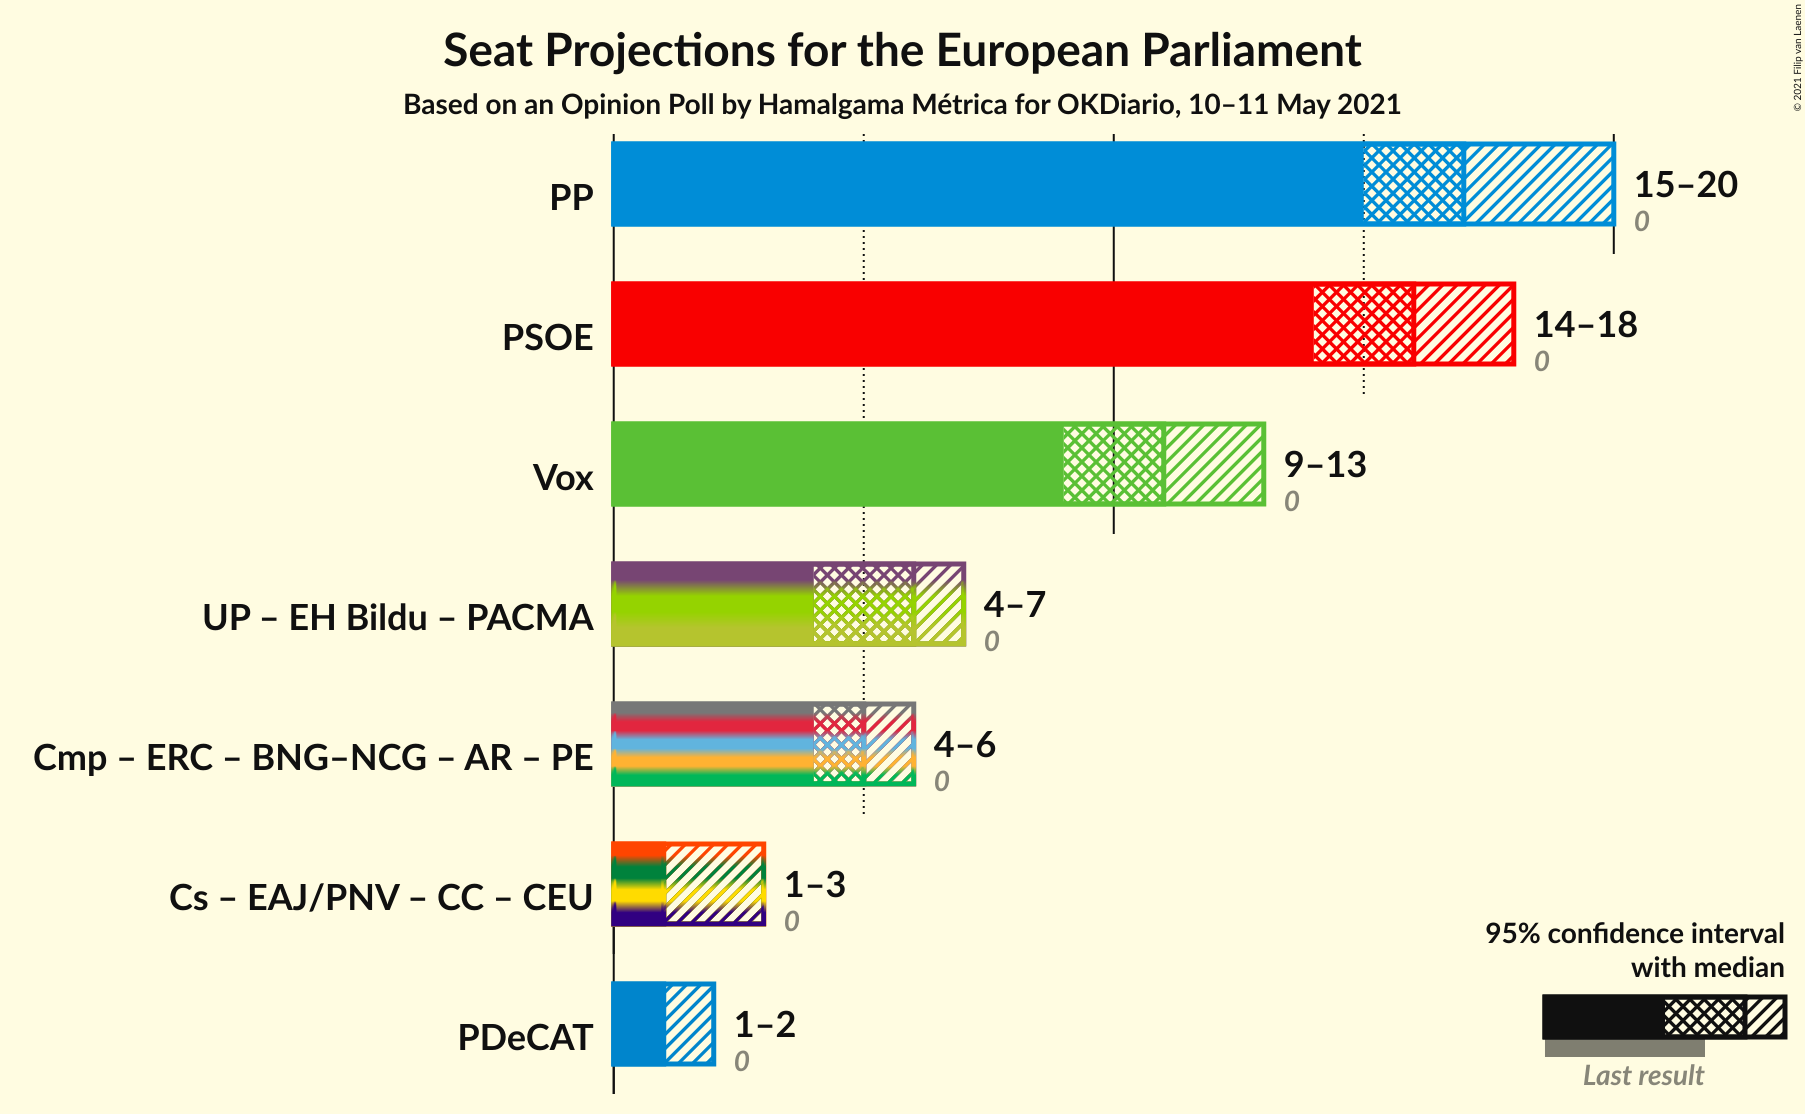 Seat Projections for the European Parliament
Based on an Opinion Poll by Hamalgama Métrica for OKDiario, 10–11 May 2021
© 2021 Filip van Laenen
PP
15–20
0
PSOE
14–18
0
Vox
9–13
0
UP – EH Bildu – PACMA
4–7
0
Cmp – ERC – BNG–NCG – AR – PE
4–6
0
Cs – EAJ/PNV – CC – CEU
1–3
0
PDeCAT
1–2
0
95% confidence interval
with median
Last result